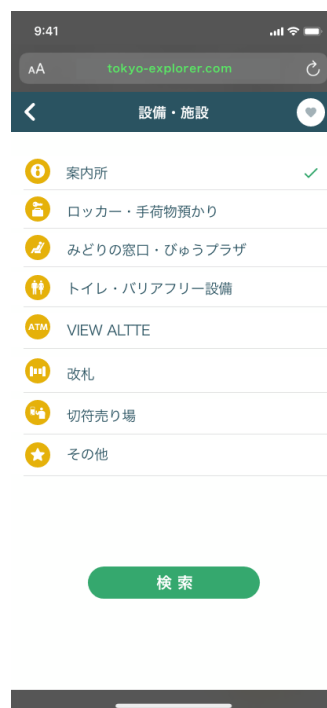 9:41
AA tokyo-explorer.com
設備・施設
案内所
ロッカー・手荷物預かり
みどりの窓口・びゅうプラザ
トイレ・バリアフリー設備
ATM VIEW ALTTE
改札
切符売り場
その他
検索